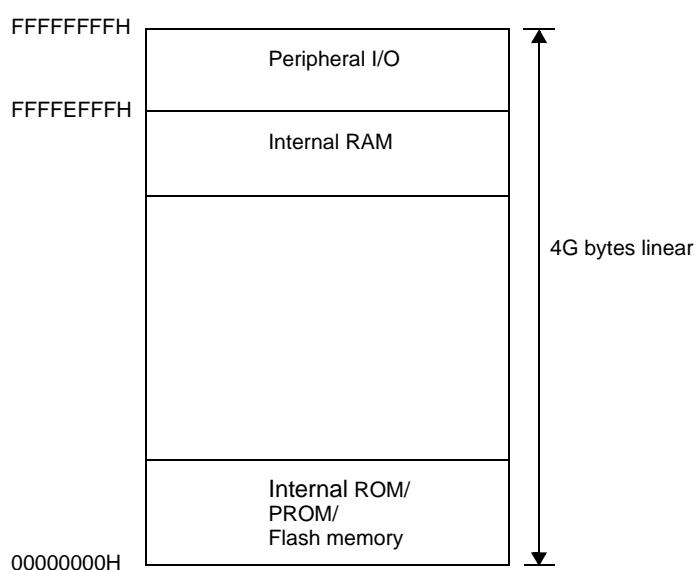 FFFFFFFFH
Peripheral I/O
FFFFEFFFH
Internal RAM
4G bytes linear
Internal ROM/
PROM/
Flash memory
00000000H